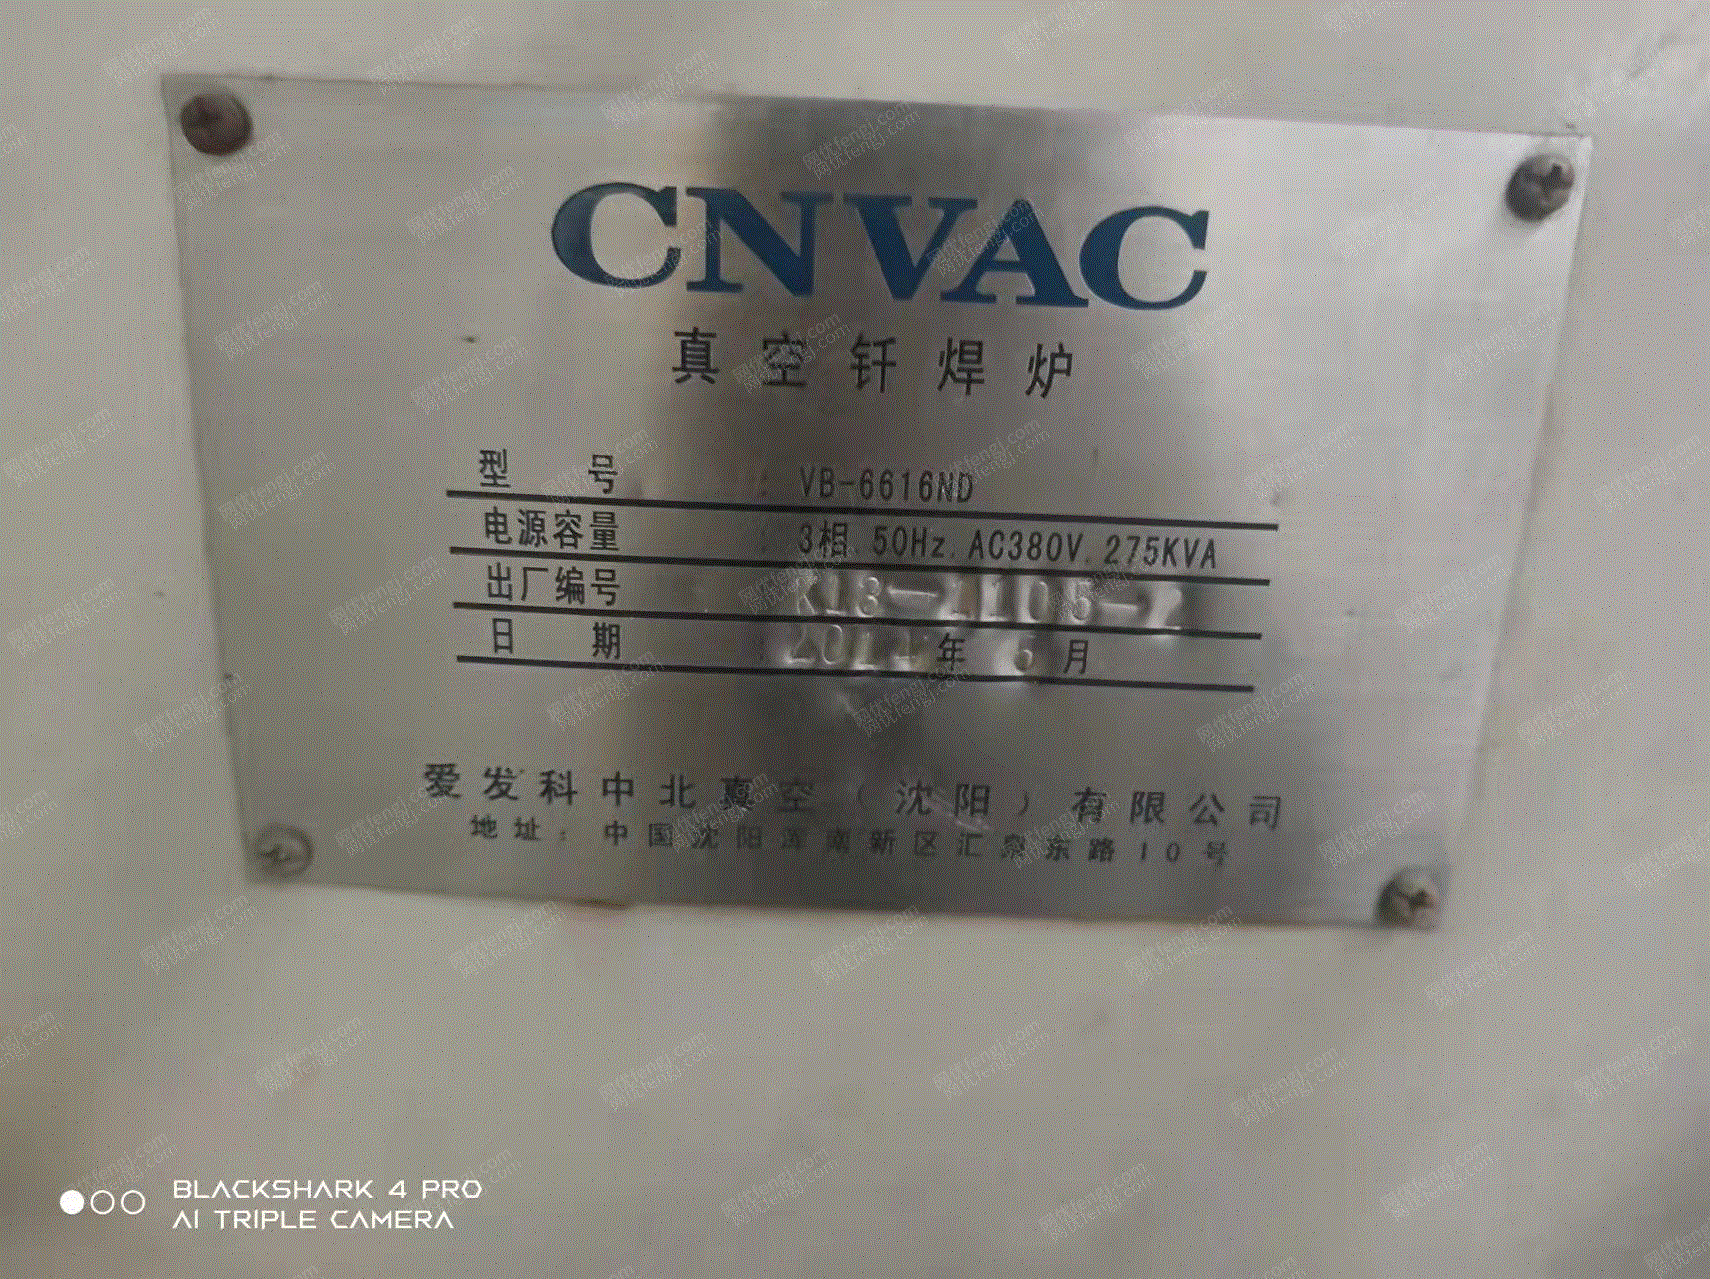 CNVAC
真空钎焊炉
型号 : VB-6616ND
电源容量 : 3相.50Hz.AC380V.275KVA
出厂编号 :
日期 : 年 6 月
爱发科中北真空(沈阳)有限公司
地址:中国沈阳浑南新区汇泉东路10号
BLACKSHARK 4 PRO
AI TRIPLE CAMERA